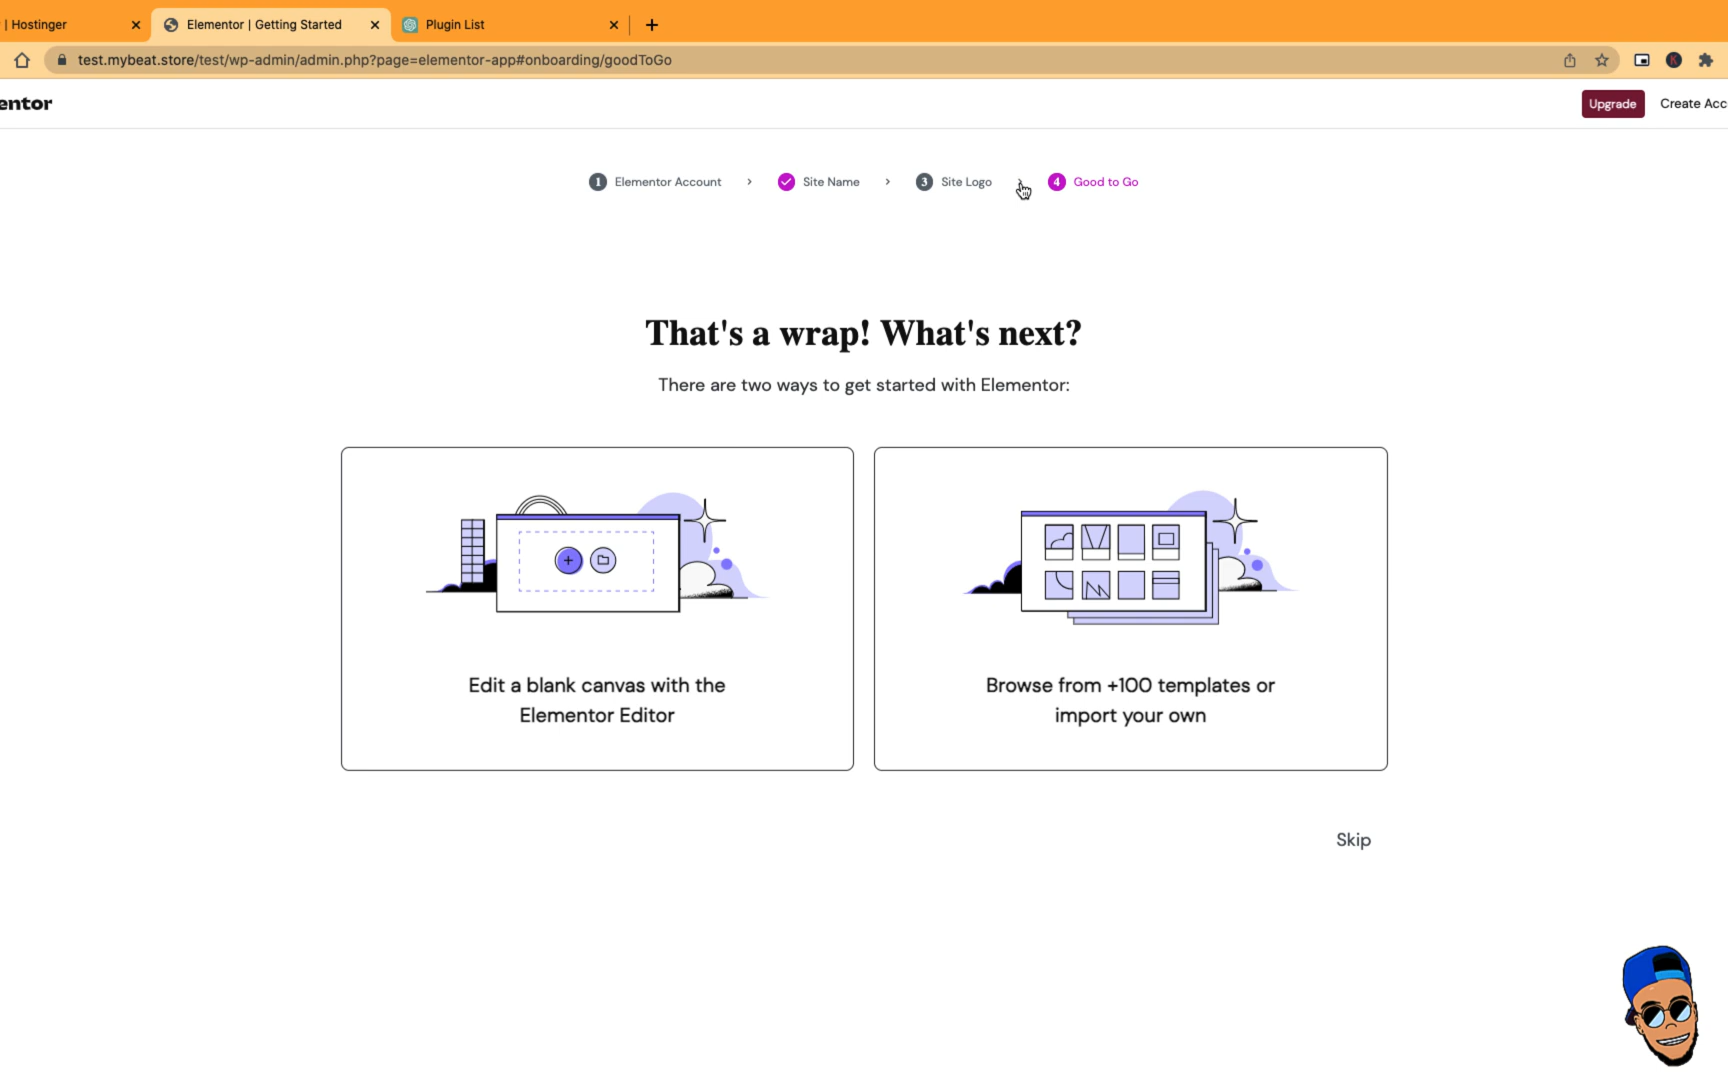 | Hostinger
Elementor | Getting Started
Plugin List
test.mybeat.store/test/wp-admin/admin.php?page=elementor-app#onboarding/goodToGo
K
entor
Upgrade
Create Acc
1 Elementor Account
Site Name
3 Site Logo
4 Good to Go
That's a wrap! What's next?
There are two ways to get started with Elementor:
Edit a blank canvas with the
Elementor Editor
Browse from +100 templates or
import your own
Skip